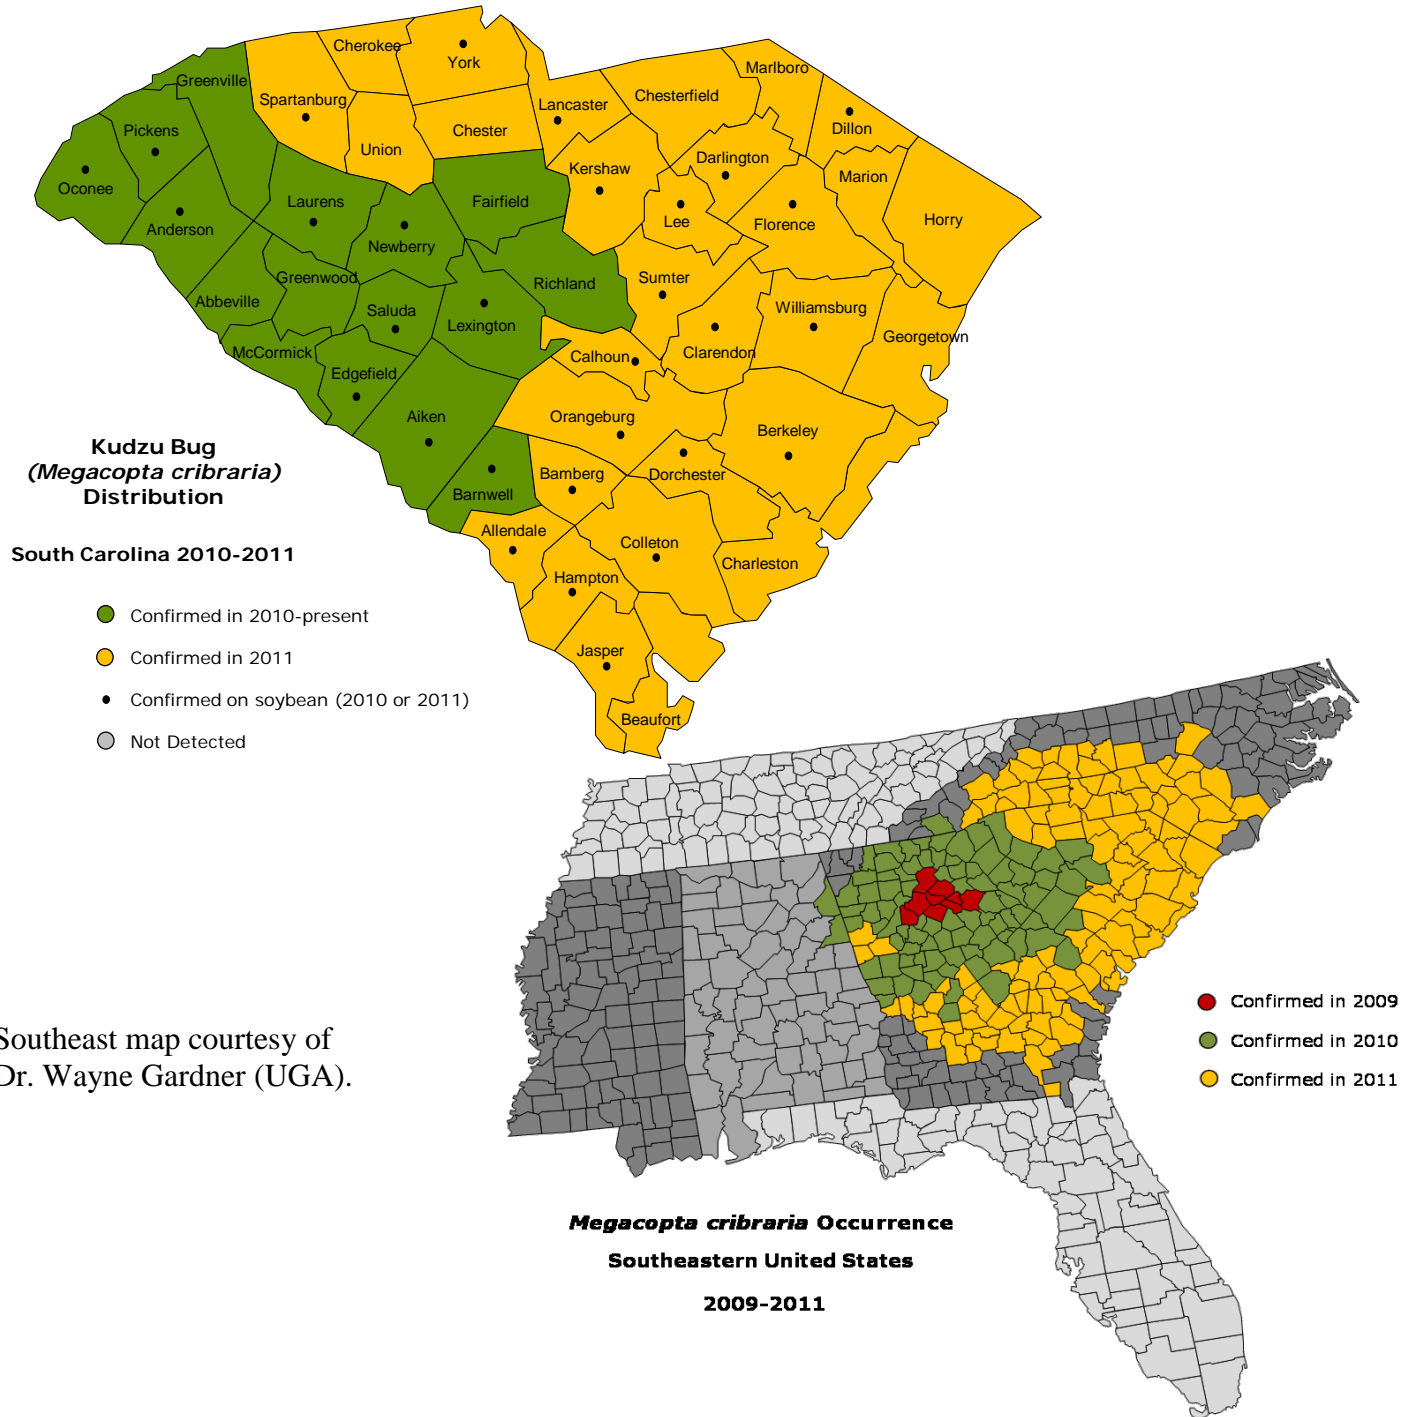 Cherokee
York
Marlboro
Greenville
Spartanburg
Lancaster
Chesterfield
Pickens
Union
Chester
Dillon
Oconee
Kershaw
Darlington
Marion
Laurens
Fairfield
Anderson
Newberry
Lee
Florence
Horry
Greenwood
Richland
Sumter
Abbeville
Saluda
Lexington
Williamsburg
Georgetown
McCormick
Calhoun
Clarendon
Edgefield
Aiken
Orangeburg
Berkeley
Bamberg
Dorchester
Barnwell
Allendale
Colleton
Charleston
Hampton
Jasper
Beaufort
Kudzu Bug
(Megacopta cribraria)
Distribution
South Carolina 2010-2011
Confirmed in 2010-present
Confirmed in 2011
Confirmed on soybean (2010 or 2011)
Not Detected
Southeast map courtesy of
Dr. Wayne Gardner (UGA).
Confirmed in 2009
Confirmed in 2010
Confirmed in 2011
Megacopta cribraria Occurrence
Southeastern United States
2009-2011